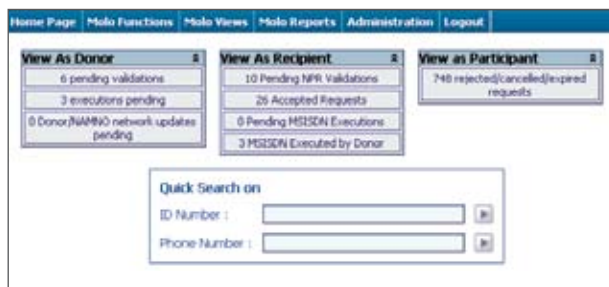 Home Page Molo Functions Molo Views Molo Reports Administration Logout
View As Donor
6 pending validations
3 executions pending
0 Donor/NAMNO network updates
pending
View As Recipient
10 Pending NPR Validations
26 Accepted Requests
0 Pending MSISDN Executions
3 MSISDN Executed by Donor
View as Participant
748 rejected/cancelled/expired
requests
Quick Search on
ID Number :
Phone Number :